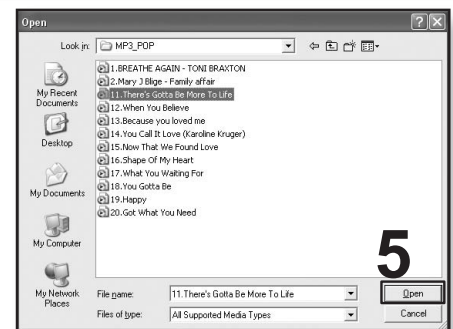 Open
Look in: MP3_POP
1.BREATHE AGAIN - TONI BRAXTON
2.Mary J Blige - Family affair
11.There's Gotta Be More To Life
12.When You Believe
13.Because you loved me
14.You Call It Love (Karoline Kruger)
15.Now That We Found Love
16.Shape Of My Heart
17.What You Waiting For
18.You Gotta Be
19.Happy
20.Got What You Need
My Recent
Documents
Desktop
My Documents
My Computer
My Network
Places
5
File name: 11.There's Gotta Be More To Life
Open
Files of type: All Supported Media Types
Cancel